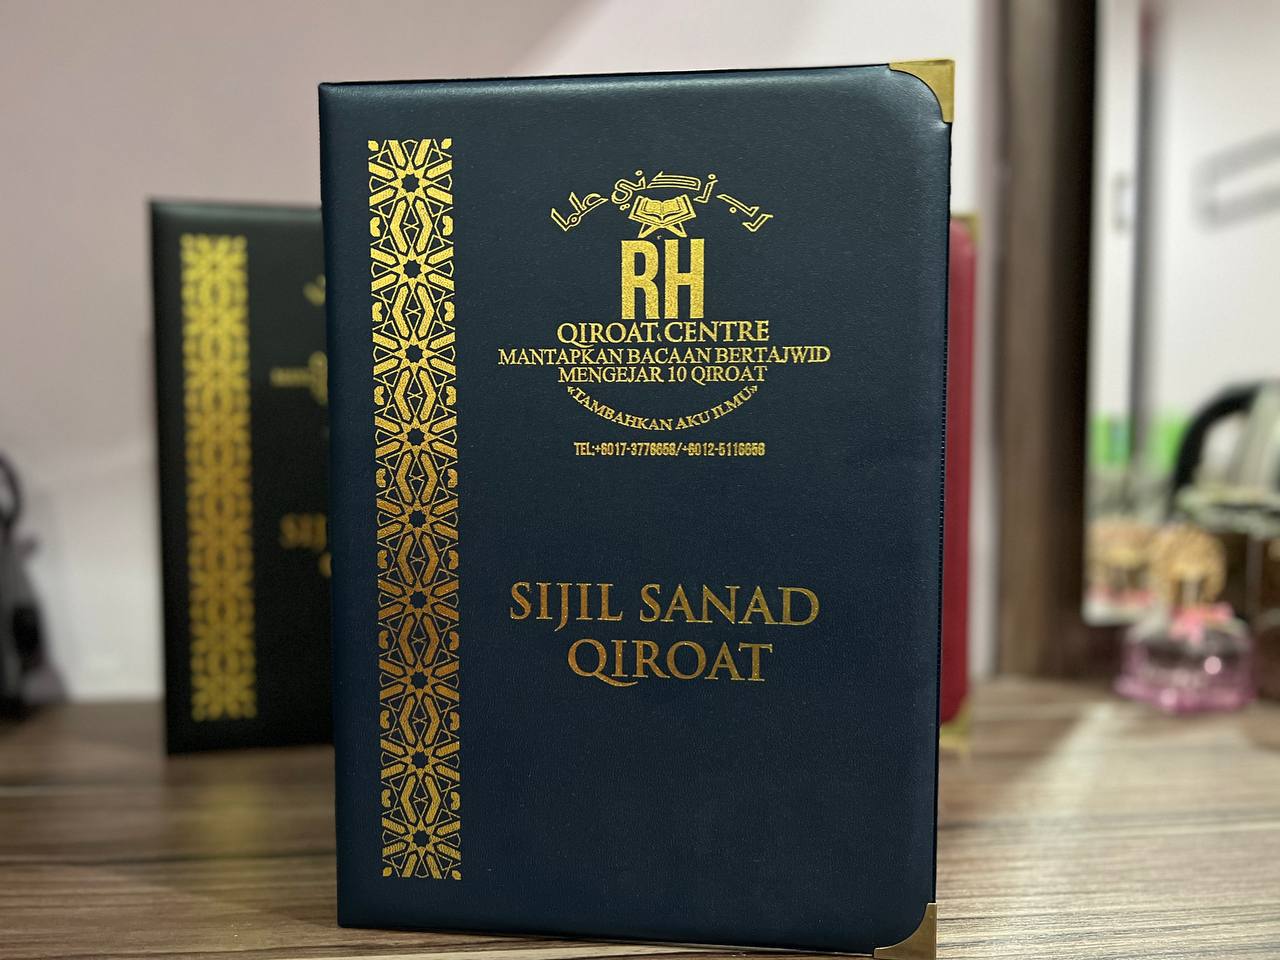 رب زدني علما
RH
QIROAT CENTRE
MANTAPKAN BACAAN BERTAJWID
MENGEJAR 10 QIROAT
"TAMBAHKAN AKU ILMU"
TEL:+6017-3776658/+6012-5116658
SIJIL SANAD
QIROAT
SIJ